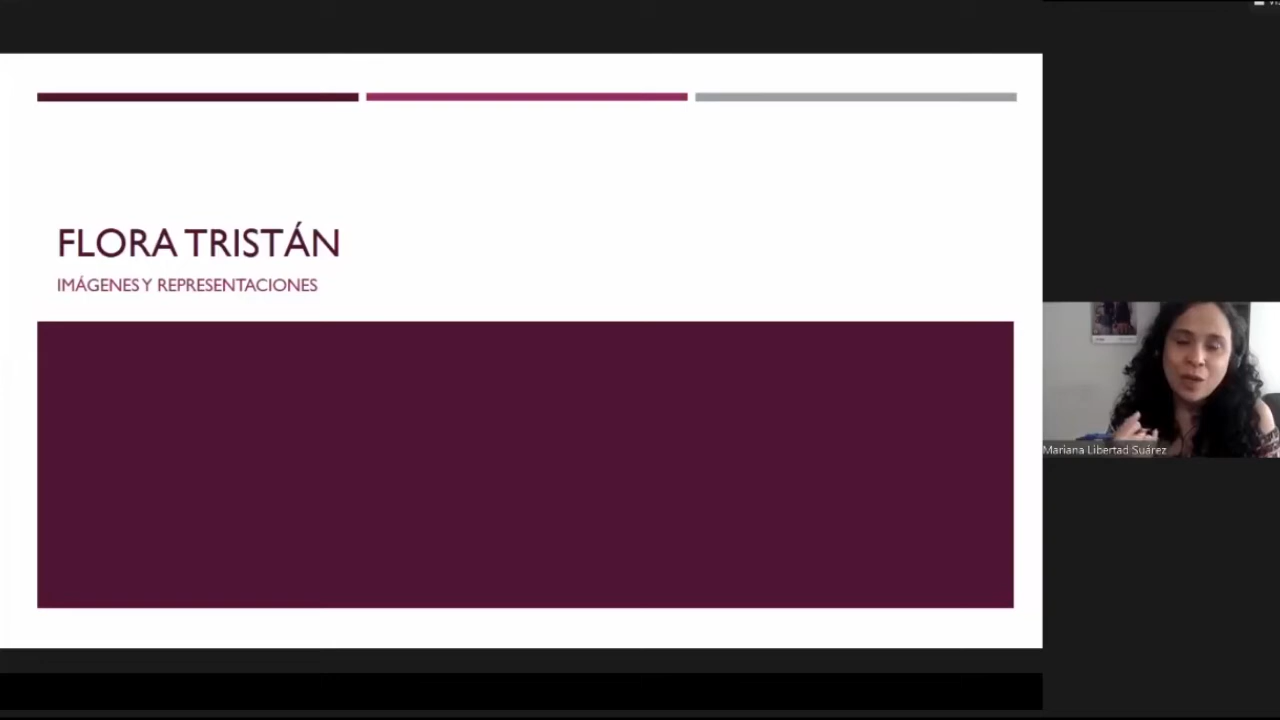 FLORA TRISTÁN
IMÁGENES Y REPRESENTACIONES
Mariana Libertad Suárez